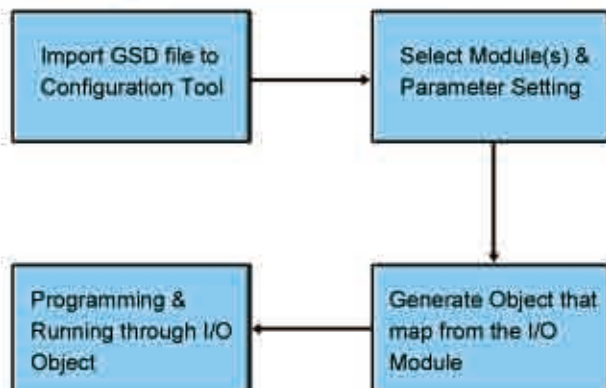 Import GSD file to
Configuration Tool
Select Module(s) &
Parameter Setting
Generate Object that
map from the I/O
Module
Programming &
Running through I/O
Object